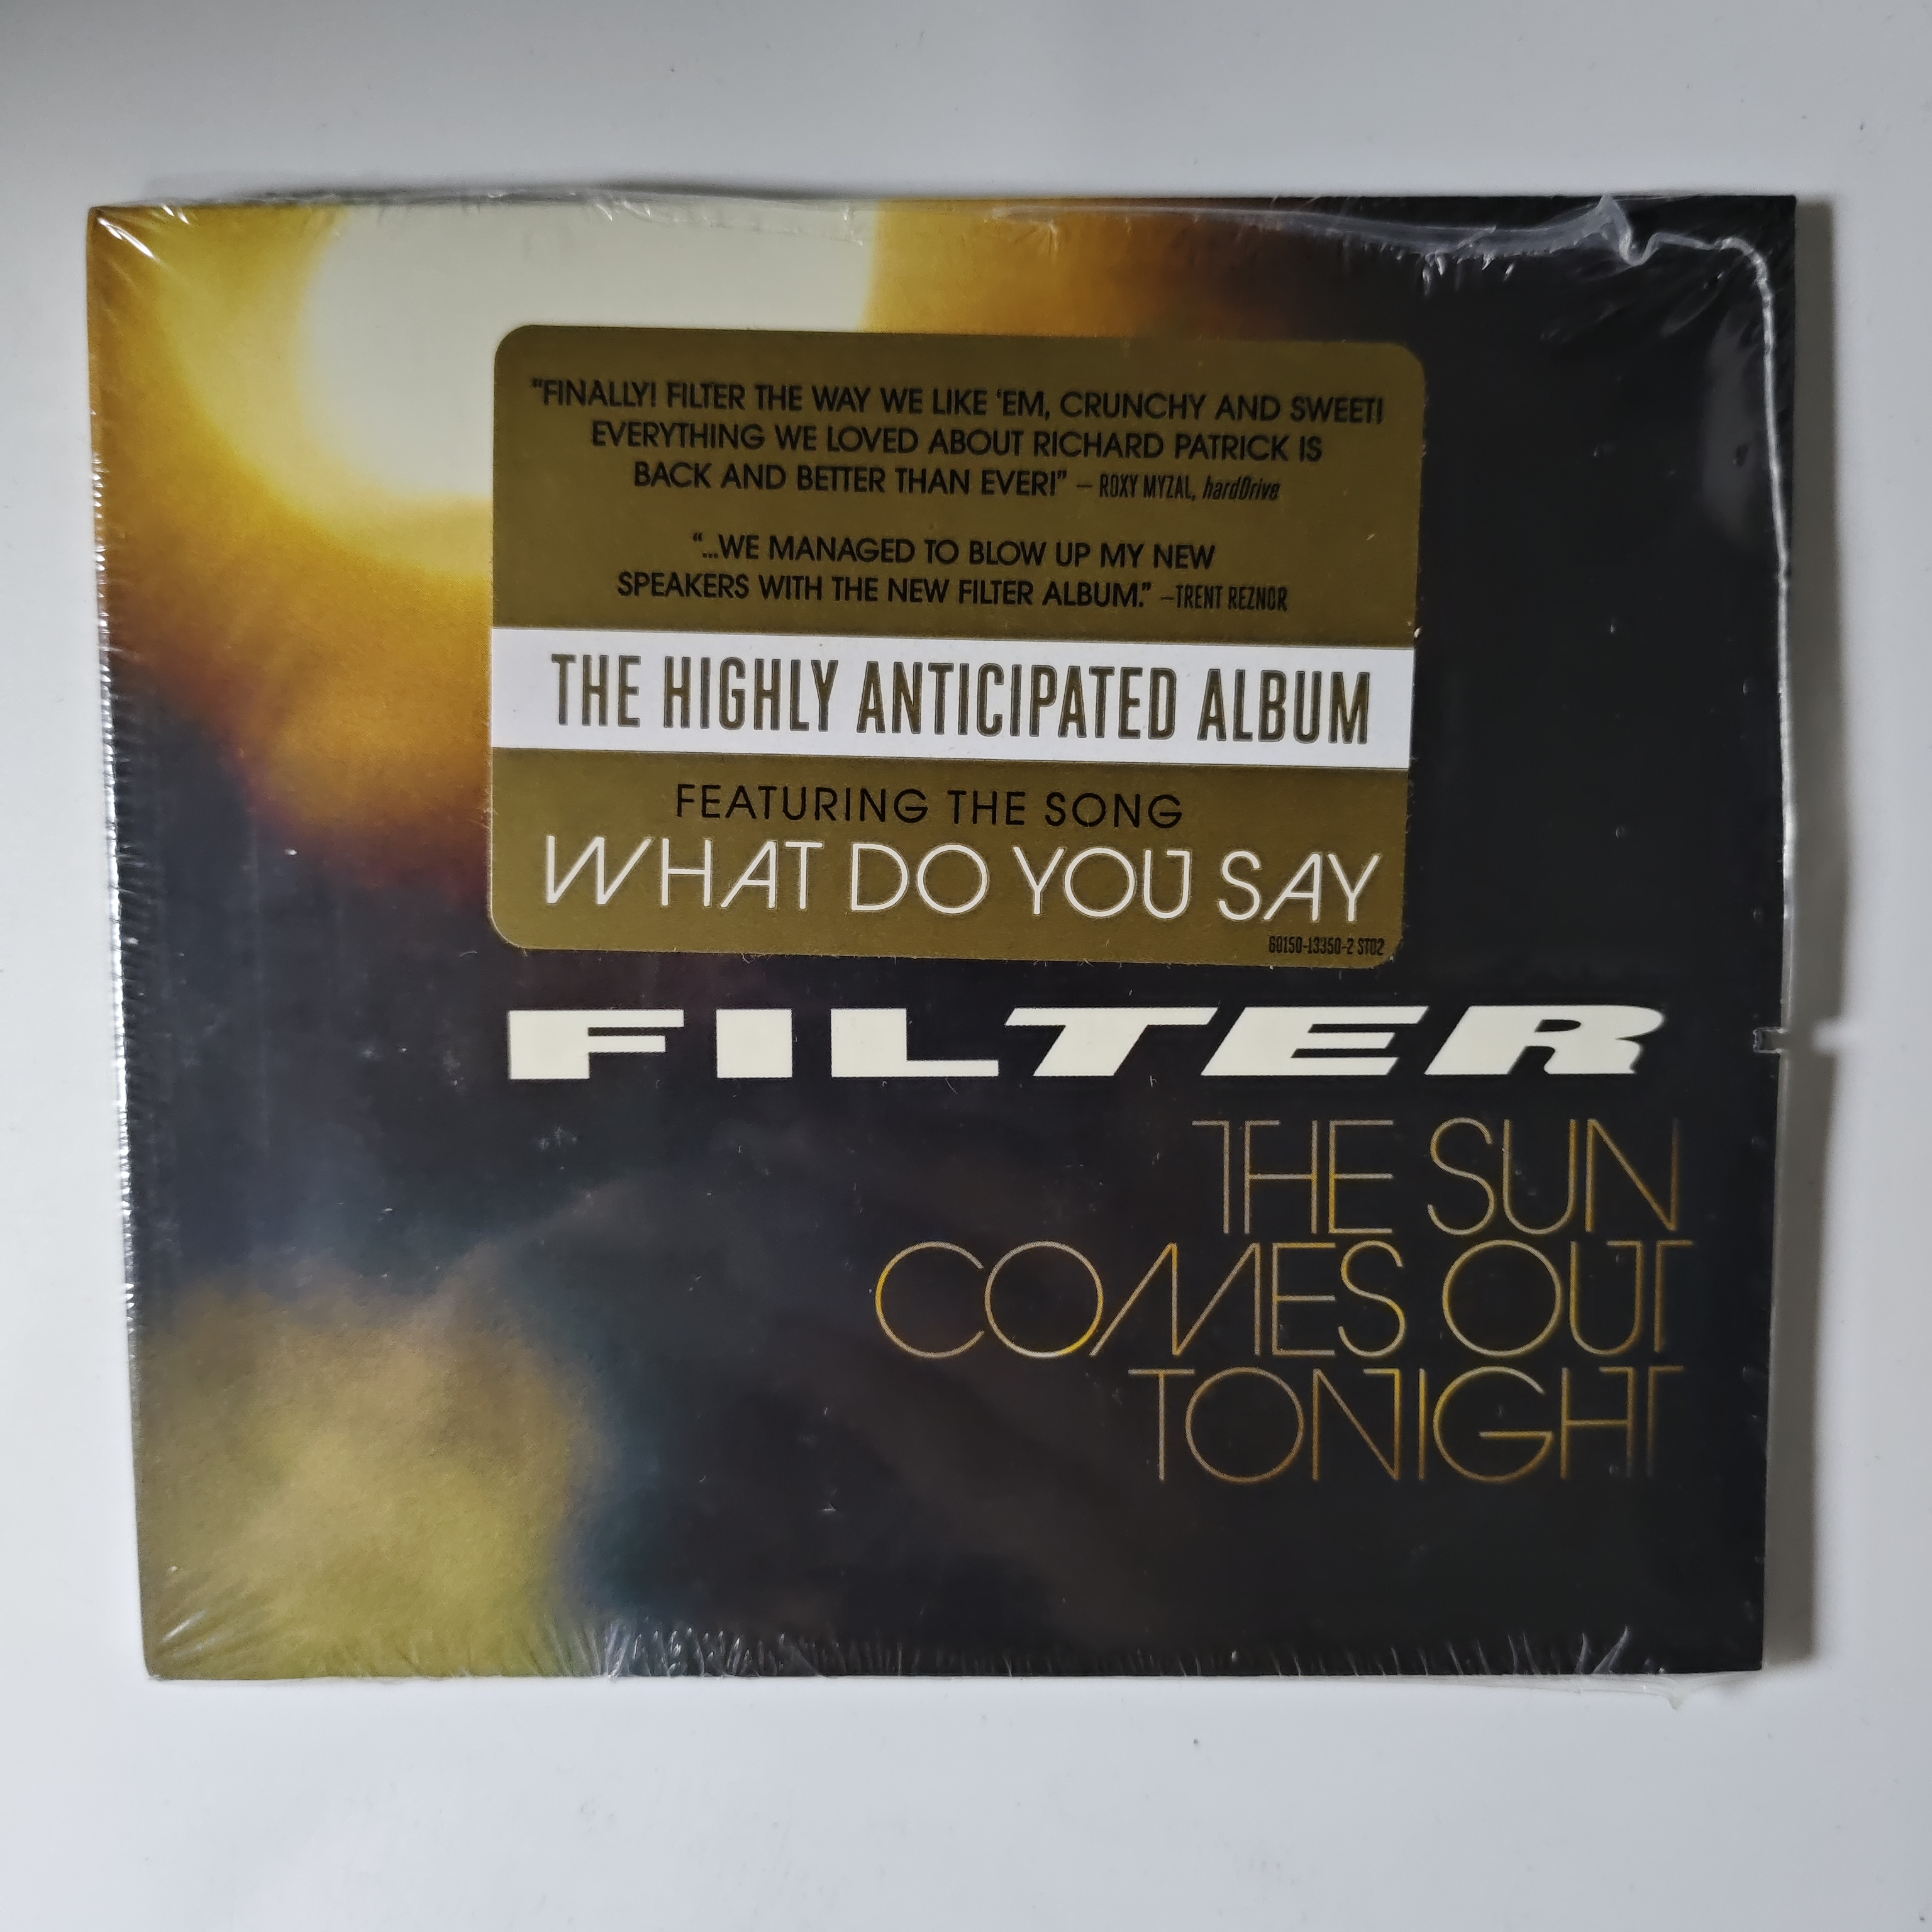 "FINALLY! FILTER THE WAY WE LIKE 'EM, CRUNCHY AND SWEET!
EVERYTHING WE LOVED ABOUT RICHARD PATRICK IS
BACK AND BETTER THAN EVER!" – ROXY MYZAL, hardDrive
"...WE MANAGED TO BLOW UP MY NEW
SPEAKERS WITH THE NEW FILTER ALBUM." –TRENT REZNOR
THE HIGHLY ANTICIPATED ALBUM
FEATURING THE SONG
WHAT DO YOU SAY
60150-13350-2 ST02
FILTER
THE SUN
COMES OUT
TONIGHT